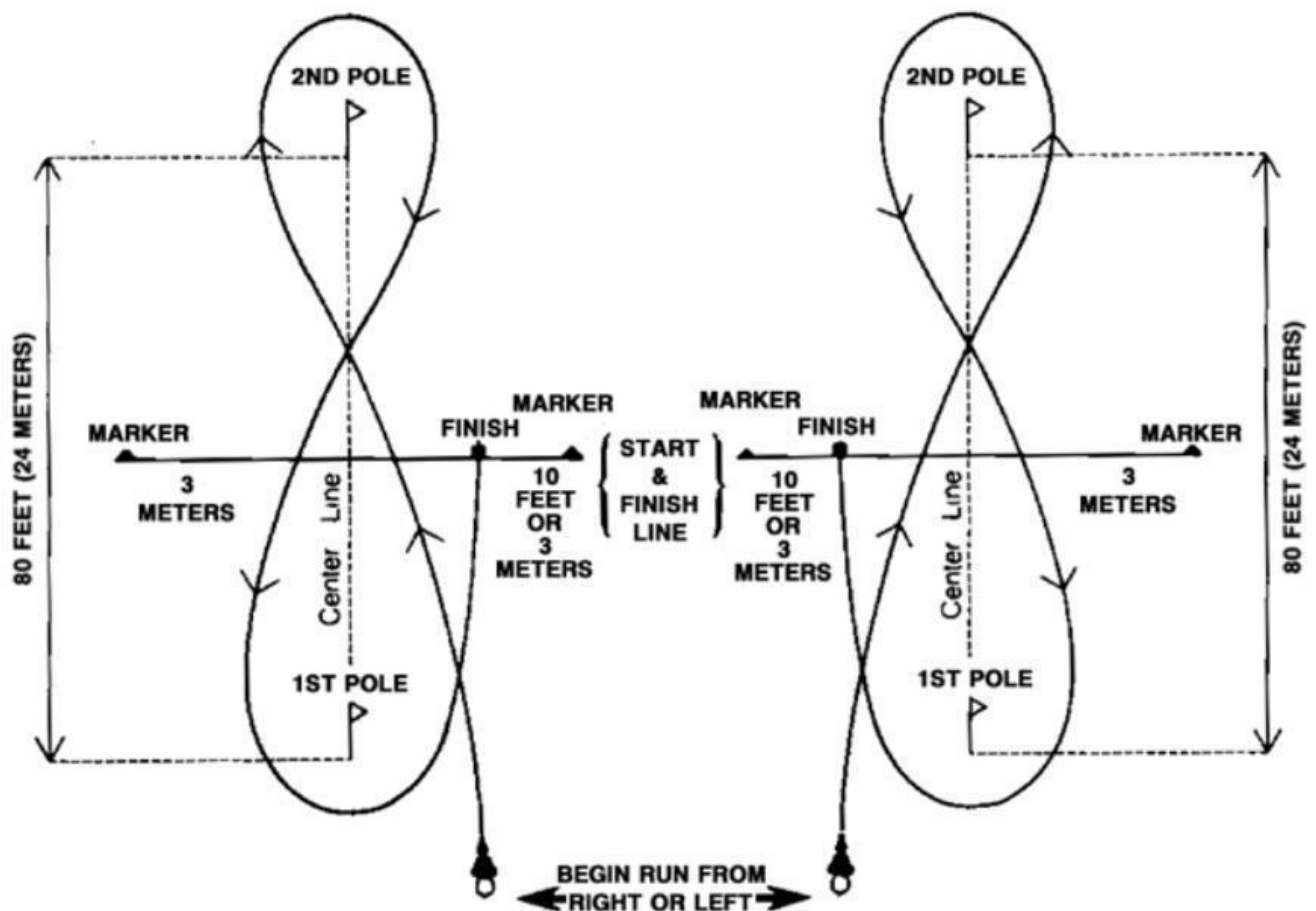 2ND POLE
2ND POLE
80 FEET (24 METERS)
MARKER
3
METERS
FINISH
MARKER
10
FEET
OR
3
METERS
START
&
FINISH
LINE
MARKER
FINISH
10
FEET
OR
3
METERS
MARKER
3
METERS
80 FEET (24 METERS)
Center Line
Center Line
1ST POLE
1ST POLE
BEGIN RUN FROM
RIGHT OR LEFT